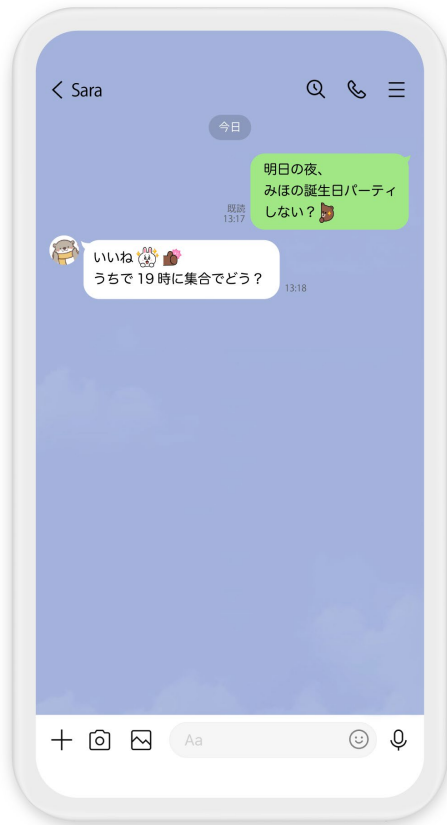 Sara
今日
明日の夜、
みほの誕生日パーティ
しない？
既読
13:17
いいね
うちで 19 時に集合でどう？
13:18
Aa